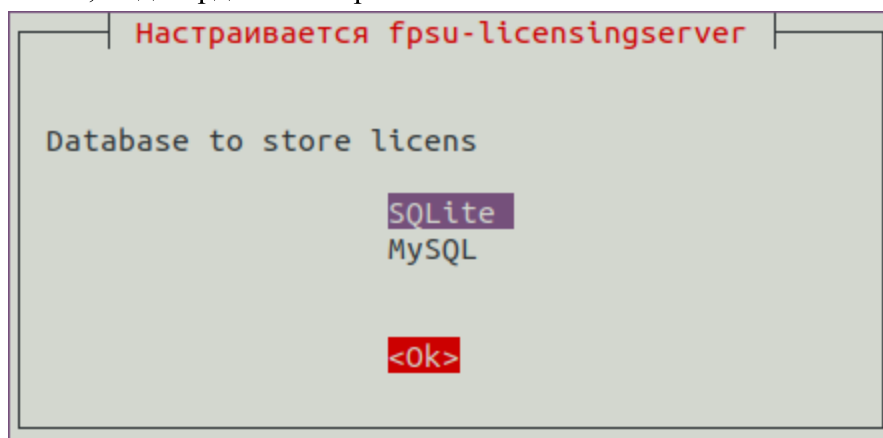 Настраивается fpsu-licensingserver
Database to store licens
SQLite
MySQL
<Ok>